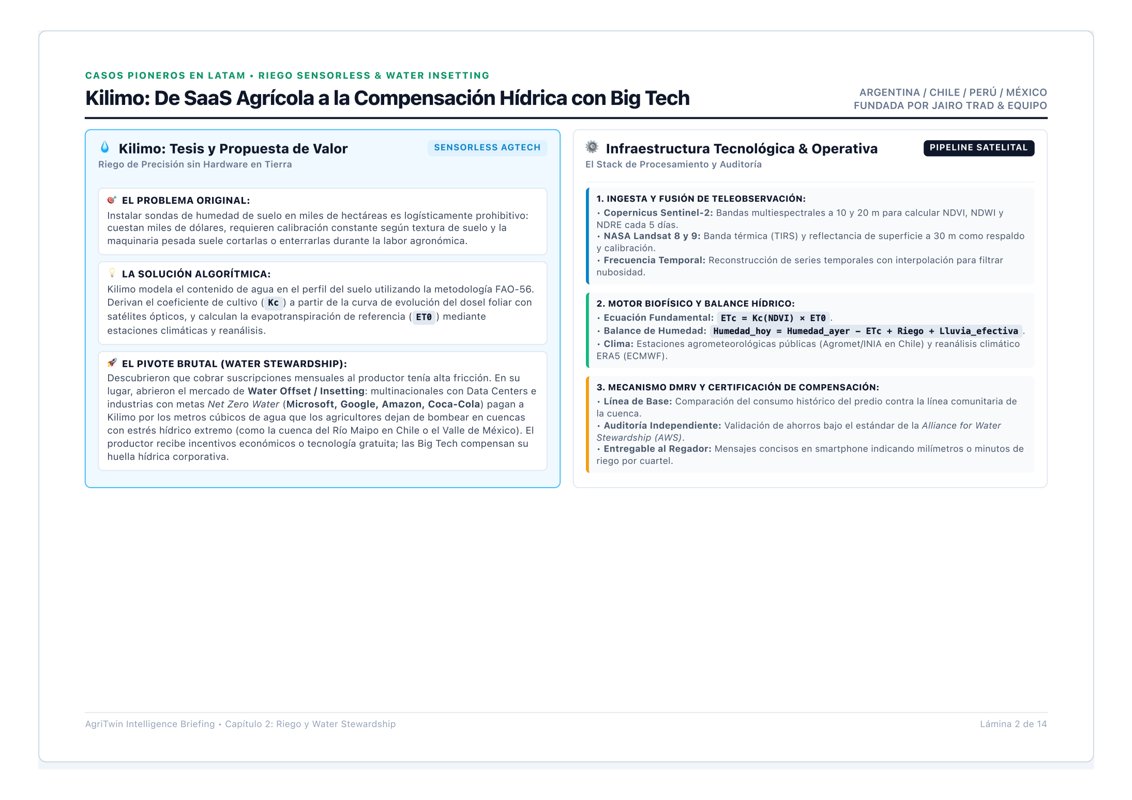 CASOS PIONEROS EN LATAM • RIEGO SENSORLESS & WATER INSETTING
Kilimo: De SaaS Agrícola a la Compensación Hídrica con Big Tech
ARGENTINA / CHILE / PERÚ / MÉXICO
FUNDADA POR JAIRO TRAD & EQUIPO
Kilimo: Tesis y Propuesta de Valor
SENSORLESS AGTECH
Riego de Precisión sin Hardware en Tierra
EL PROBLEMA ORIGINAL:
Instalar sondas de humedad de suelo en miles de hectáreas es logísticamente prohibitivo:
cuestan miles de dólares, requieren calibración constante según textura de suelo y la
maquinaria pesada suele cortarlas o enterrarlas durante la labor agronómica.
LA SOLUCIÓN ALGORÍTMICA:
Kilimo modela el contenido de agua en el perfil del suelo utilizando la metodología FAO-56.
Derivan el coeficiente de cultivo (Kc) a partir de la curva de evolución del dosel foliar con
satélites ópticos, y calculan la evapotranspiración de referencia (ET0) mediante
estaciones climáticas y reanálisis.
EL PIVOTE BRUTAL (WATER STEWARDSHIP):
Descubrieron que cobrar suscripciones mensuales al productor tenía alta fricción. En su
lugar, abrieron el mercado de Water Offset / Insetting: multinacionales con Data Centers e
industrias con metas Net Zero Water (Microsoft, Google, Amazon, Coca-Cola) pagan a
Kilimo por los metros cúbicos de agua que los agricultores dejan de bombear en cuencas
con estrés hídrico extremo (como la cuenca del Río Maipo en Chile o el Valle de México). El
productor recibe incentivos económicos o tecnología gratuita; las Big Tech compensan su
huella hídrica corporativa.
Infraestructura Tecnológica & Operativa
PIPELINE SATELITAL
El Stack de Procesamiento y Auditoría
1. INGESTA Y FUSIÓN DE TELEOBSERVACIÓN:
• Copernicus Sentinel-2: Bandas multiespectrales a 10 y 20 m para calcular NDVI, NDWI y
NDRE cada 5 días.
• NASA Landsat 8 y 9: Banda térmica (TIRS) y reflectancia de superficie a 30 m como respaldo
y calibración.
• Frecuencia Temporal: Reconstrucción de series temporales con interpolación para filtrar
nubosidad.
2. MOTOR BIOFÍSICO Y BALANCE HÍDRICO:
• Ecuación Fundamental: ETc = Kc(NDVI) × ET0.
• Balance de Humedad: Humedad_hoy = Humedad_ayer − ETc + Riego + Lluvia_efectiva.
• Clima: Estaciones agrometeorológicas públicas (Agromet/INIA en Chile) y reanálisis climático
ERA5 (ECMWF).
3. MECANISMO DMRV Y CERTIFICACIÓN DE COMPENSACIÓN:
• Línea de Base: Comparación del consumo histórico del predio contra la línea comunitaria de
la cuenca.
• Auditoría Independiente: Validación de ahorros bajo el estándar de la Alliance for Water
Stewardship (AWS).
• Entregable al Regador: Mensajes concisos en smartphone indicando milímetros o minutos de
riego por cuartel.
AgriTwin Intelligence Briefing • Capítulo 2: Riego y Water Stewardship
Lámina 2 de 14